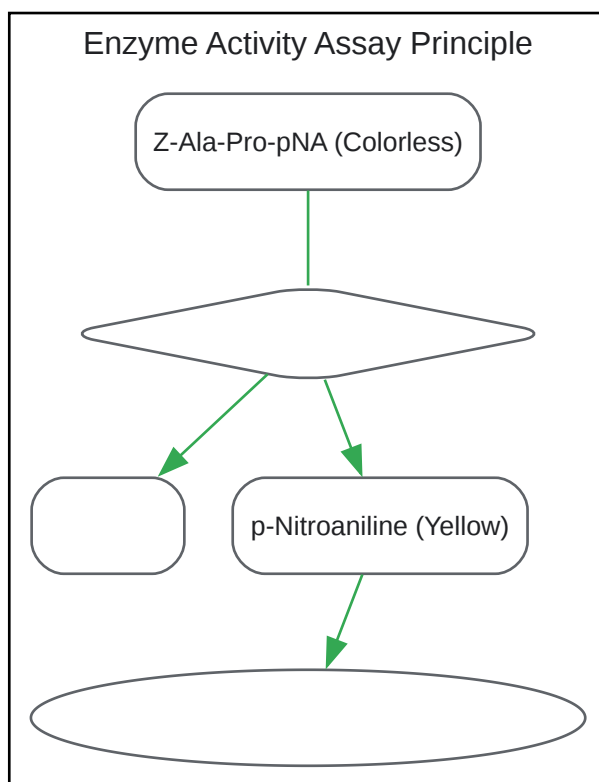 Enzyme Activity Assay Principle
Z-Ala-Pro-pNA (Colorless)
p-Nitroaniline (Yellow)